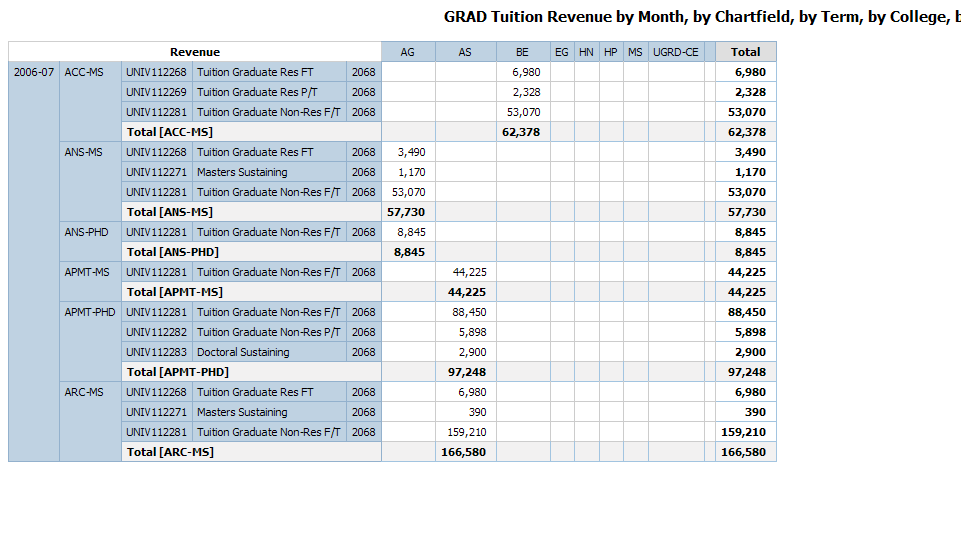 GRAD Tuition Revenue by Month, by Chartfield, by Term, by College, b
Revenue AG AS BE EG HN HP MS UGRD-CE Total
2006-07 ACC-MS UNIV112268 Tuition Graduate Res FT 2068 6,980 6,980
UNIV112269 Tuition Graduate Res P/T 2068 2,328 2,328
UNIV112281 Tuition Graduate Non-Res F/T 2068 53,070 53,070
Total [ACC-MS] 62,378 62,378
ANS-MS UNIV112268 Tuition Graduate Res FT 2068 3,490 3,490
UNIV112271 Masters Sustaining 2068 1,170 1,170
UNIV112281 Tuition Graduate Non-Res F/T 2068 53,070 53,070
Total [ANS-MS] 57,730 57,730
ANS-PHD UNIV112281 Tuition Graduate Non-Res F/T 2068 8,845 8,845
Total [ANS-PHD] 8,845 8,845
APMT-MS UNIV112281 Tuition Graduate Non-Res F/T 2068 44,225 44,225
Total [APMT-MS] 44,225 44,225
APMT-PHD UNIV112281 Tuition Graduate Non-Res F/T 2068 88,450 88,450
UNIV112282 Tuition Graduate Non-Res P/T 2068 5,898 5,898
UNIV112283 Doctoral Sustaining 2068 2,900 2,900
Total [APMT-PHD] 97,248 97,248
ARC-MS UNIV112268 Tuition Graduate Res FT 2068 6,980 6,980
UNIV112271 Masters Sustaining 2068 390 390
UNIV112281 Tuition Graduate Non-Res F/T 2068 159,210 159,210
Total [ARC-MS] 166,580 166,580